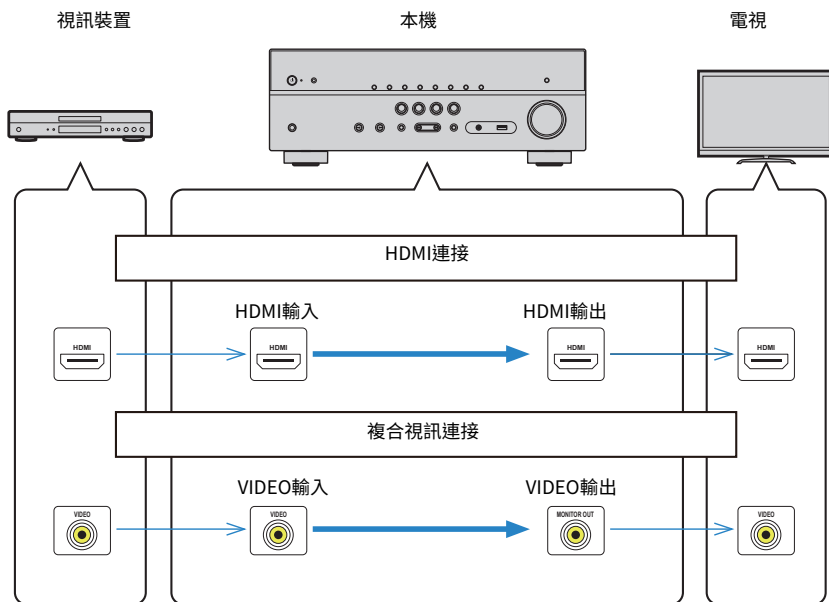 視訊裝置
本機
電視
HDMI連接
HDMI輸入
HDMI輸出
HDMI
HDMI
HDMI
HDMI
複合視訊連接
VIDEO輸入
VIDEO輸出
VIDEO
VIDEO
MONITOR OUT
VIDEO